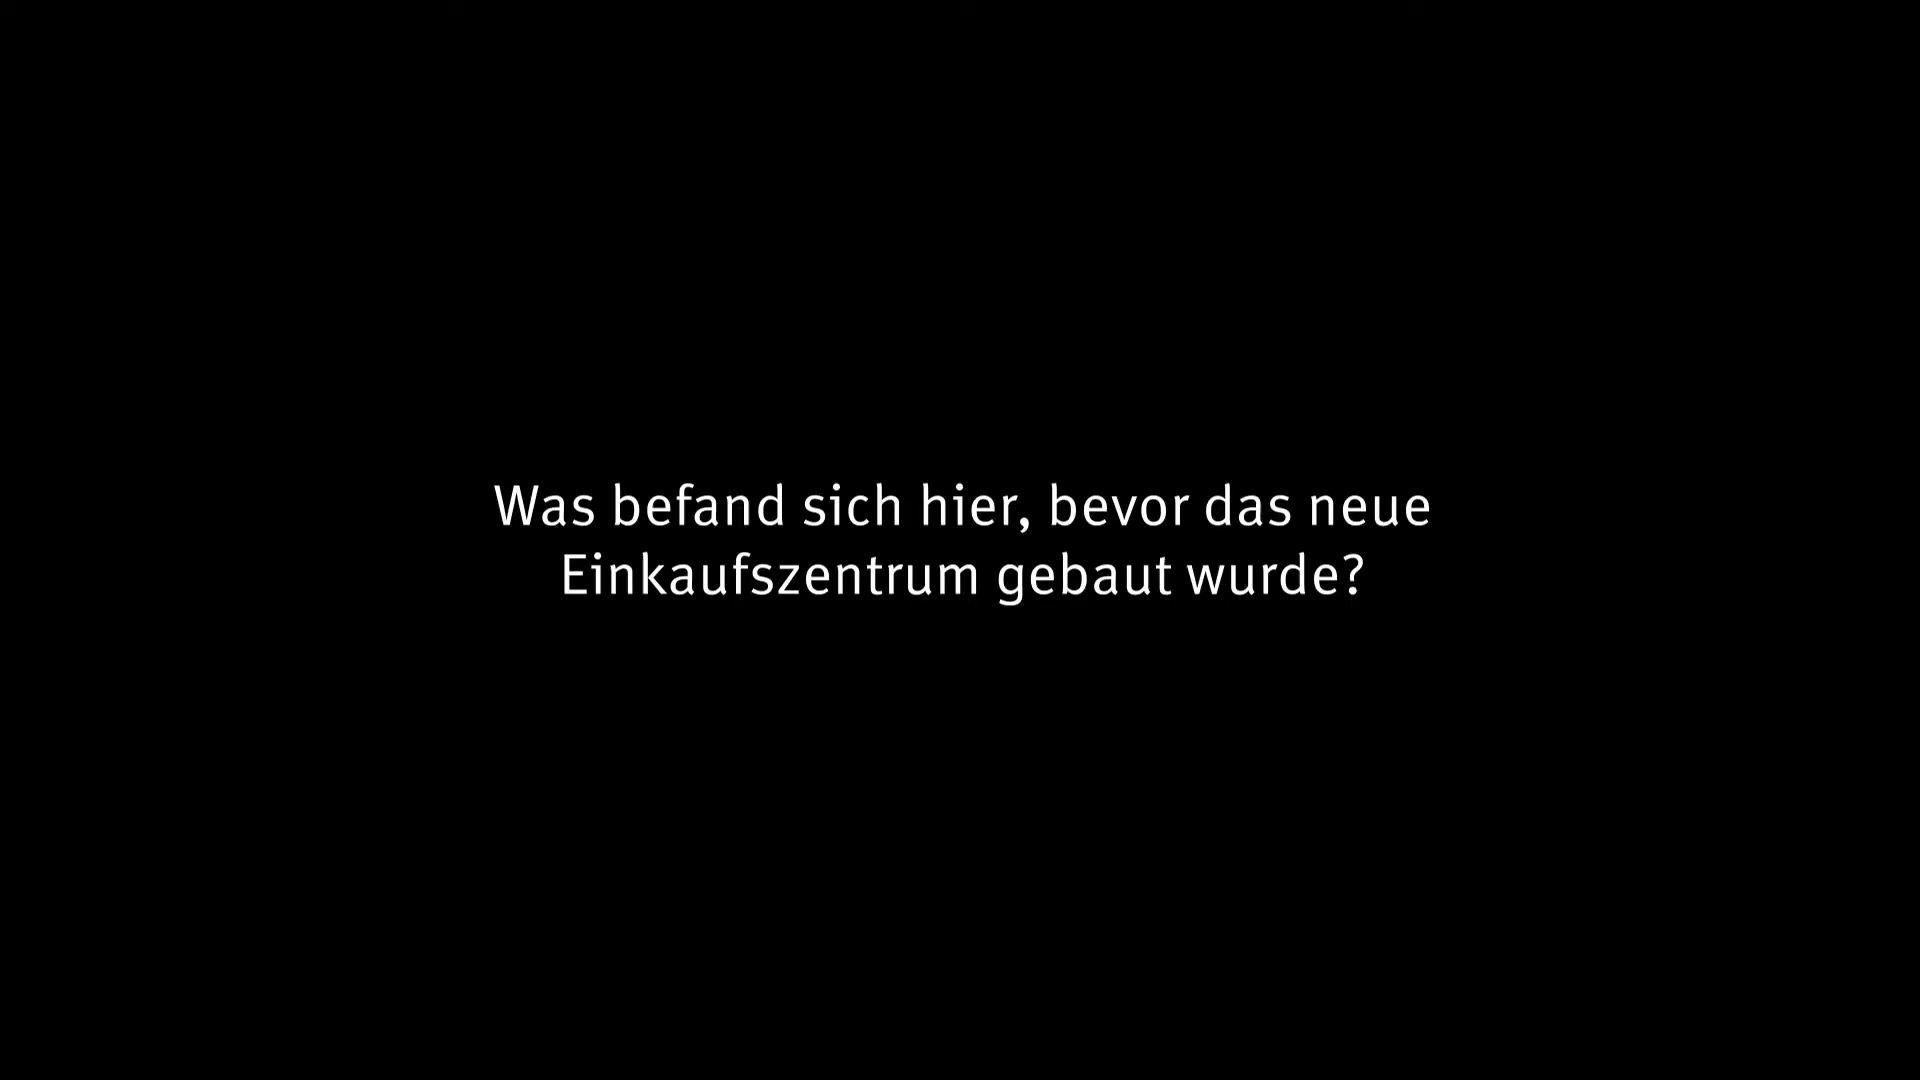 Was befand sich hier, bevor das neue
Einkaufszentrum gebaut wurde?